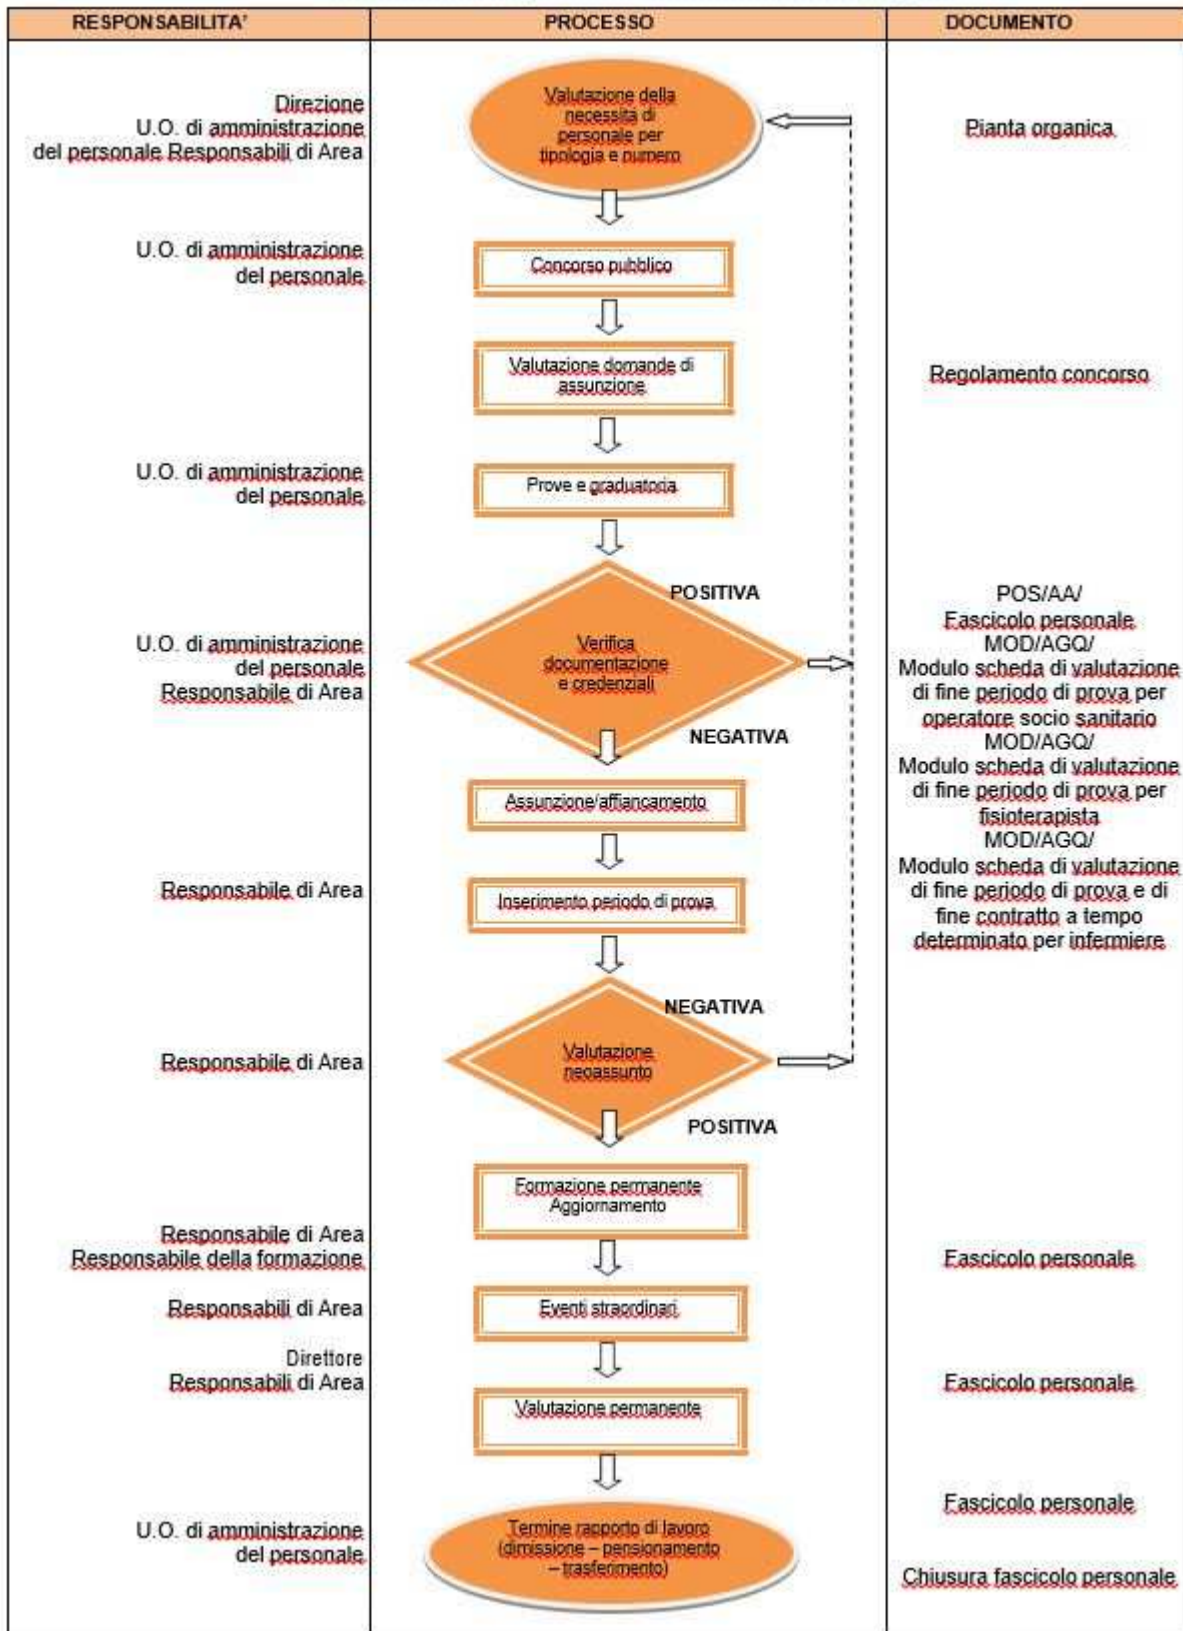 RESPONSABILITA'
PROCESSO
DOCUMENTO
Direzione
U.O. di amministrazione
del personale Responsabili di Area
Valutazione della
necessità di
personale per
tipologia e numero
Pianta organica
U.O. di amministrazione
del personale
Concorso pubblico
Valutazione domande di
assunzione
Regolamento concorso
U.O. di amministrazione
del personale
Prove e graduatoria
POSITIVA
U.O. di amministrazione
del personale
Responsabile di Area
Verifica
documentazione
e credenziali
NEGATIVA
POS/AA/
Fascicolo personale
MOD/AGQ/
Modulo scheda di valutazione
di fine periodo di prova per
operatore socio sanitario
MOD/AGQ/
Modulo scheda di valutazione
di fine periodo di prova per
fisioterapista
MOD/AGQ/
Modulo scheda di valutazione
di fine periodo di prova e di
fine contratto a tempo
determinato per infermiere
Assunzione/affiancamento
Responsabile di Area
Inserimento periodo di prova
NEGATIVA
Responsabile di Area
Valutazione
neoassunto
POSITIVA
Formazione permanente
Aggiornamento
Responsabile di Area
Responsabile della formazione
Fascicolo personale
Responsabili di Area
Eventi straordinari
Direttore
Responsabili di Area
Valutazione permanente
Fascicolo personale
Fascicolo personale
U.O. di amministrazione
del personale
Termine rapporto di lavoro
(dimissione – pensionamento
– trasferimento)
Chiusura fascicolo personale